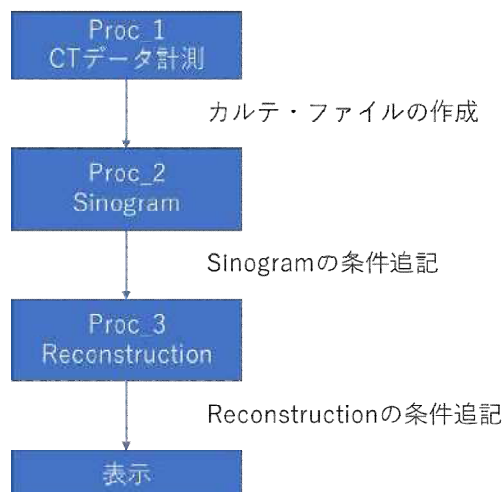 Proc_1
CTデータ計測
カルテ・ファイルの作成
Proc_2
Sinogram
Sinogramの条件追記
Proc_3
Reconstruction
Reconstructionの条件追記
表示